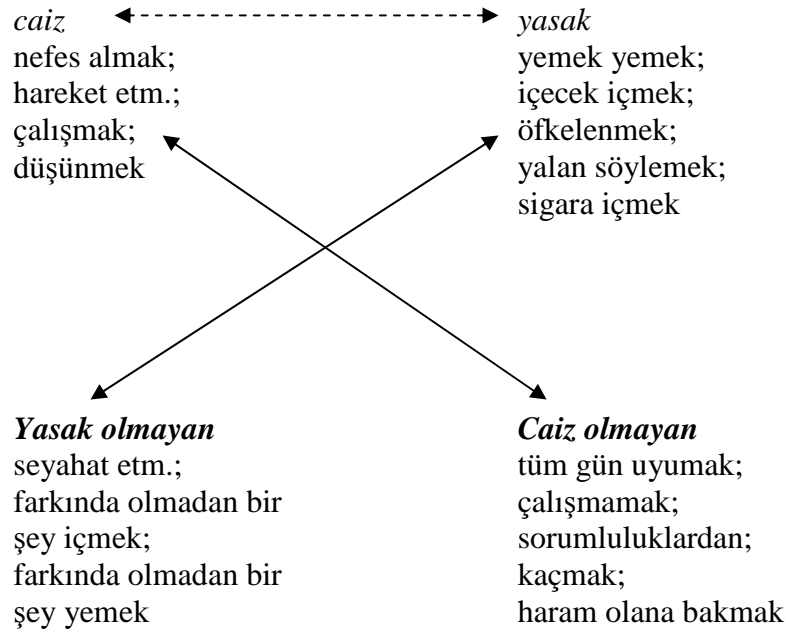 caiz
nefes almak;
hareket etm.;
çalışmak;
düşünmek
yasak
yemek yemek;
içecek içmek;
öfkelenmek;
yalan söylemek;
sigara içmek
Yasak olmayan
seyahat etm.;
farkında olmadan bir
şey içmek;
farkında olmadan bir
şey yemek
Caiz olmayan
tüm gün uyumak;
çalışmamak;
sorumluluklardan;
kaçmak;
haram olana bakmak